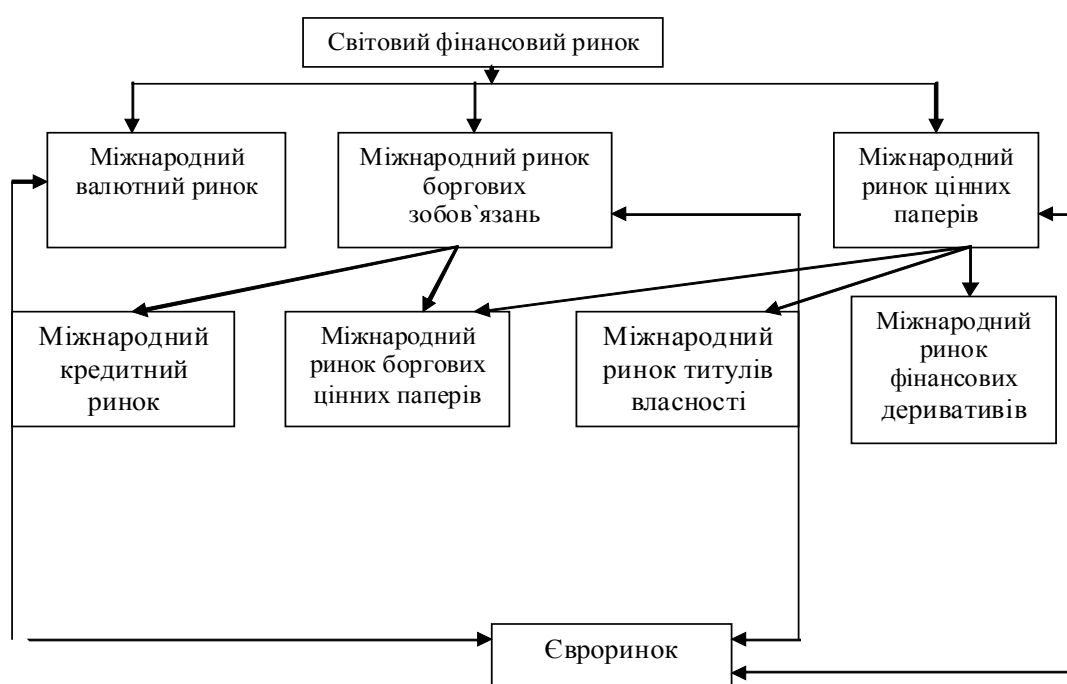 Світовий фінансовий ринок
Міжнародний
валютний ринок
Міжнародний ринок
боргових
зобов`язань
Міжнародний
ринок цінних
паперів
Міжнародний
кредитний
ринок
Міжнародний
ринок боргових
цінних паперів
Міжнародний
ринок титулів
власності
Міжнародний
ринок
фінансових
деривативів
Євроринок